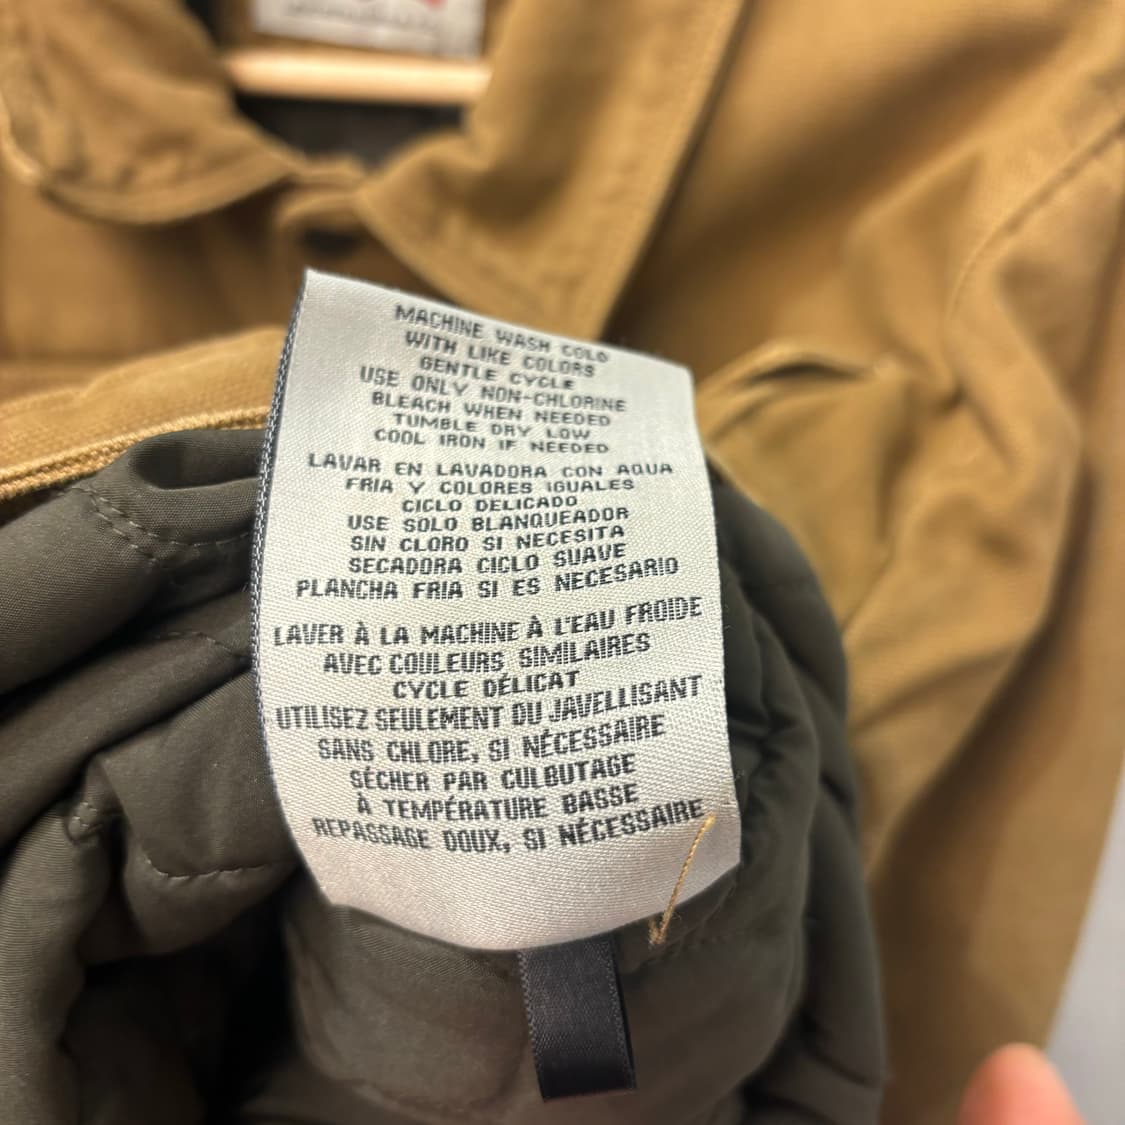 MACHINE WASH COLD
WITH LIKE COLORS
GENTLE CYCLE
USE ONLY NON-CHLORINE
BLEACH WHEN NEEDED
TUMBLE DRY LOW
COOL IRON IF NEEDED
LAVAR EN LAVADORA CON AQUA
FRIA Y COLORES IGUALES
CICLO DELICADO
USE SOLO BLANQUEADOR
SIN CLORO SI NECESITA
SECADORA CICLO SUAVE
PLANCHA FRIA SI ES NECESARIO
LAVER À LA MACHINE À L'EAU FROIDE
AVEC COULEURS SIMILAIRES
CYCLE DÉLICAT
UTILISEZ SEULEMENT DU JAVELLISANT
SANS CHLORE, SI NÉCESSAIRE
SÉCHER PAR CULBUTAGE
À TEMPÉRATURE BASSE
REPASSAGE DOUX, SI NÉCESSAIRE